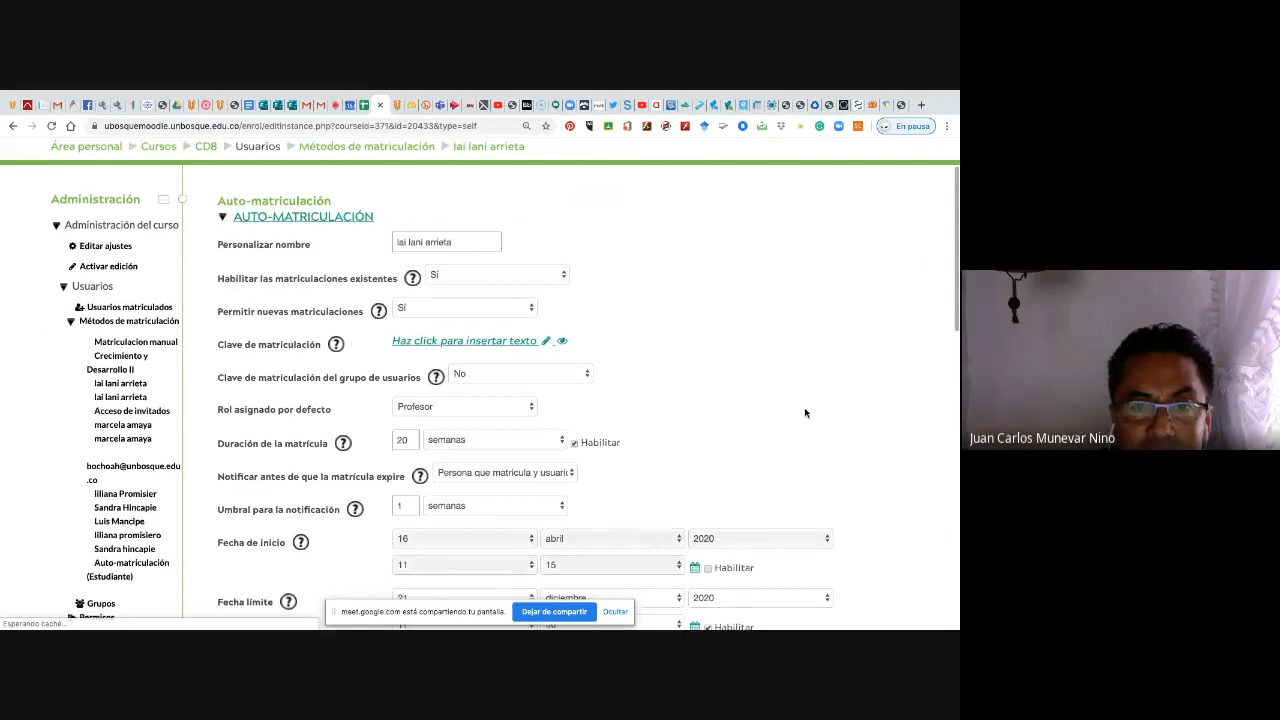 En pausa
ubosquemoodle.unbosque.edu.co/enrol/editinstance.php?courseid=371&id=20433&type=self
Área personal Cursos CD8 Usuarios Métodos de matriculación lai lani arrieta
Administración
Administración del curso
Editar ajustes
Activar edición
Usuarios
Usuarios matriculados
Métodos de matriculación
Matriculacion manual
Crecimiento y
Desarrollo II
lai lani arrieta
lai lani arrieta
Acceso de invitados
marcela amaya
marcela amaya
bochoah@unbosque.edu
.co
liliana Promisier
Sandra Hincapie
Luis Mancipe
liliana promisiero
Sandra hincapie
Auto-matriculación
(Estudiante)
Grupos
Permisos
Auto-matriculación
AUTO-MATRICULACIÓN
Personalizar nombre lai lani arrieta
Habilitar las matriculaciones existentes ? Sí
Permitir nuevas matriculaciones ? Sí
Clave de matriculación ? Haz click para insertar texto
Clave de matriculación del grupo de usuarios ? No
Rol asignado por defecto Profesor
Duración de la matrícula ? 20 semanas Habilitar
Notificar antes de que la matrícula expire ? Persona que matricula y usuario
Umbral para la notificación ? 1 semanas
Fecha de inicio ? 16 abril 2020
11 15 Habilitar
Fecha límite ? 21 diciembre 2020
Habilitar
meet.google.com está compartiendo tu pantalla. Dejar de compartir Ocultar
Esperando caché...
Juan Carlos Munevar Nino